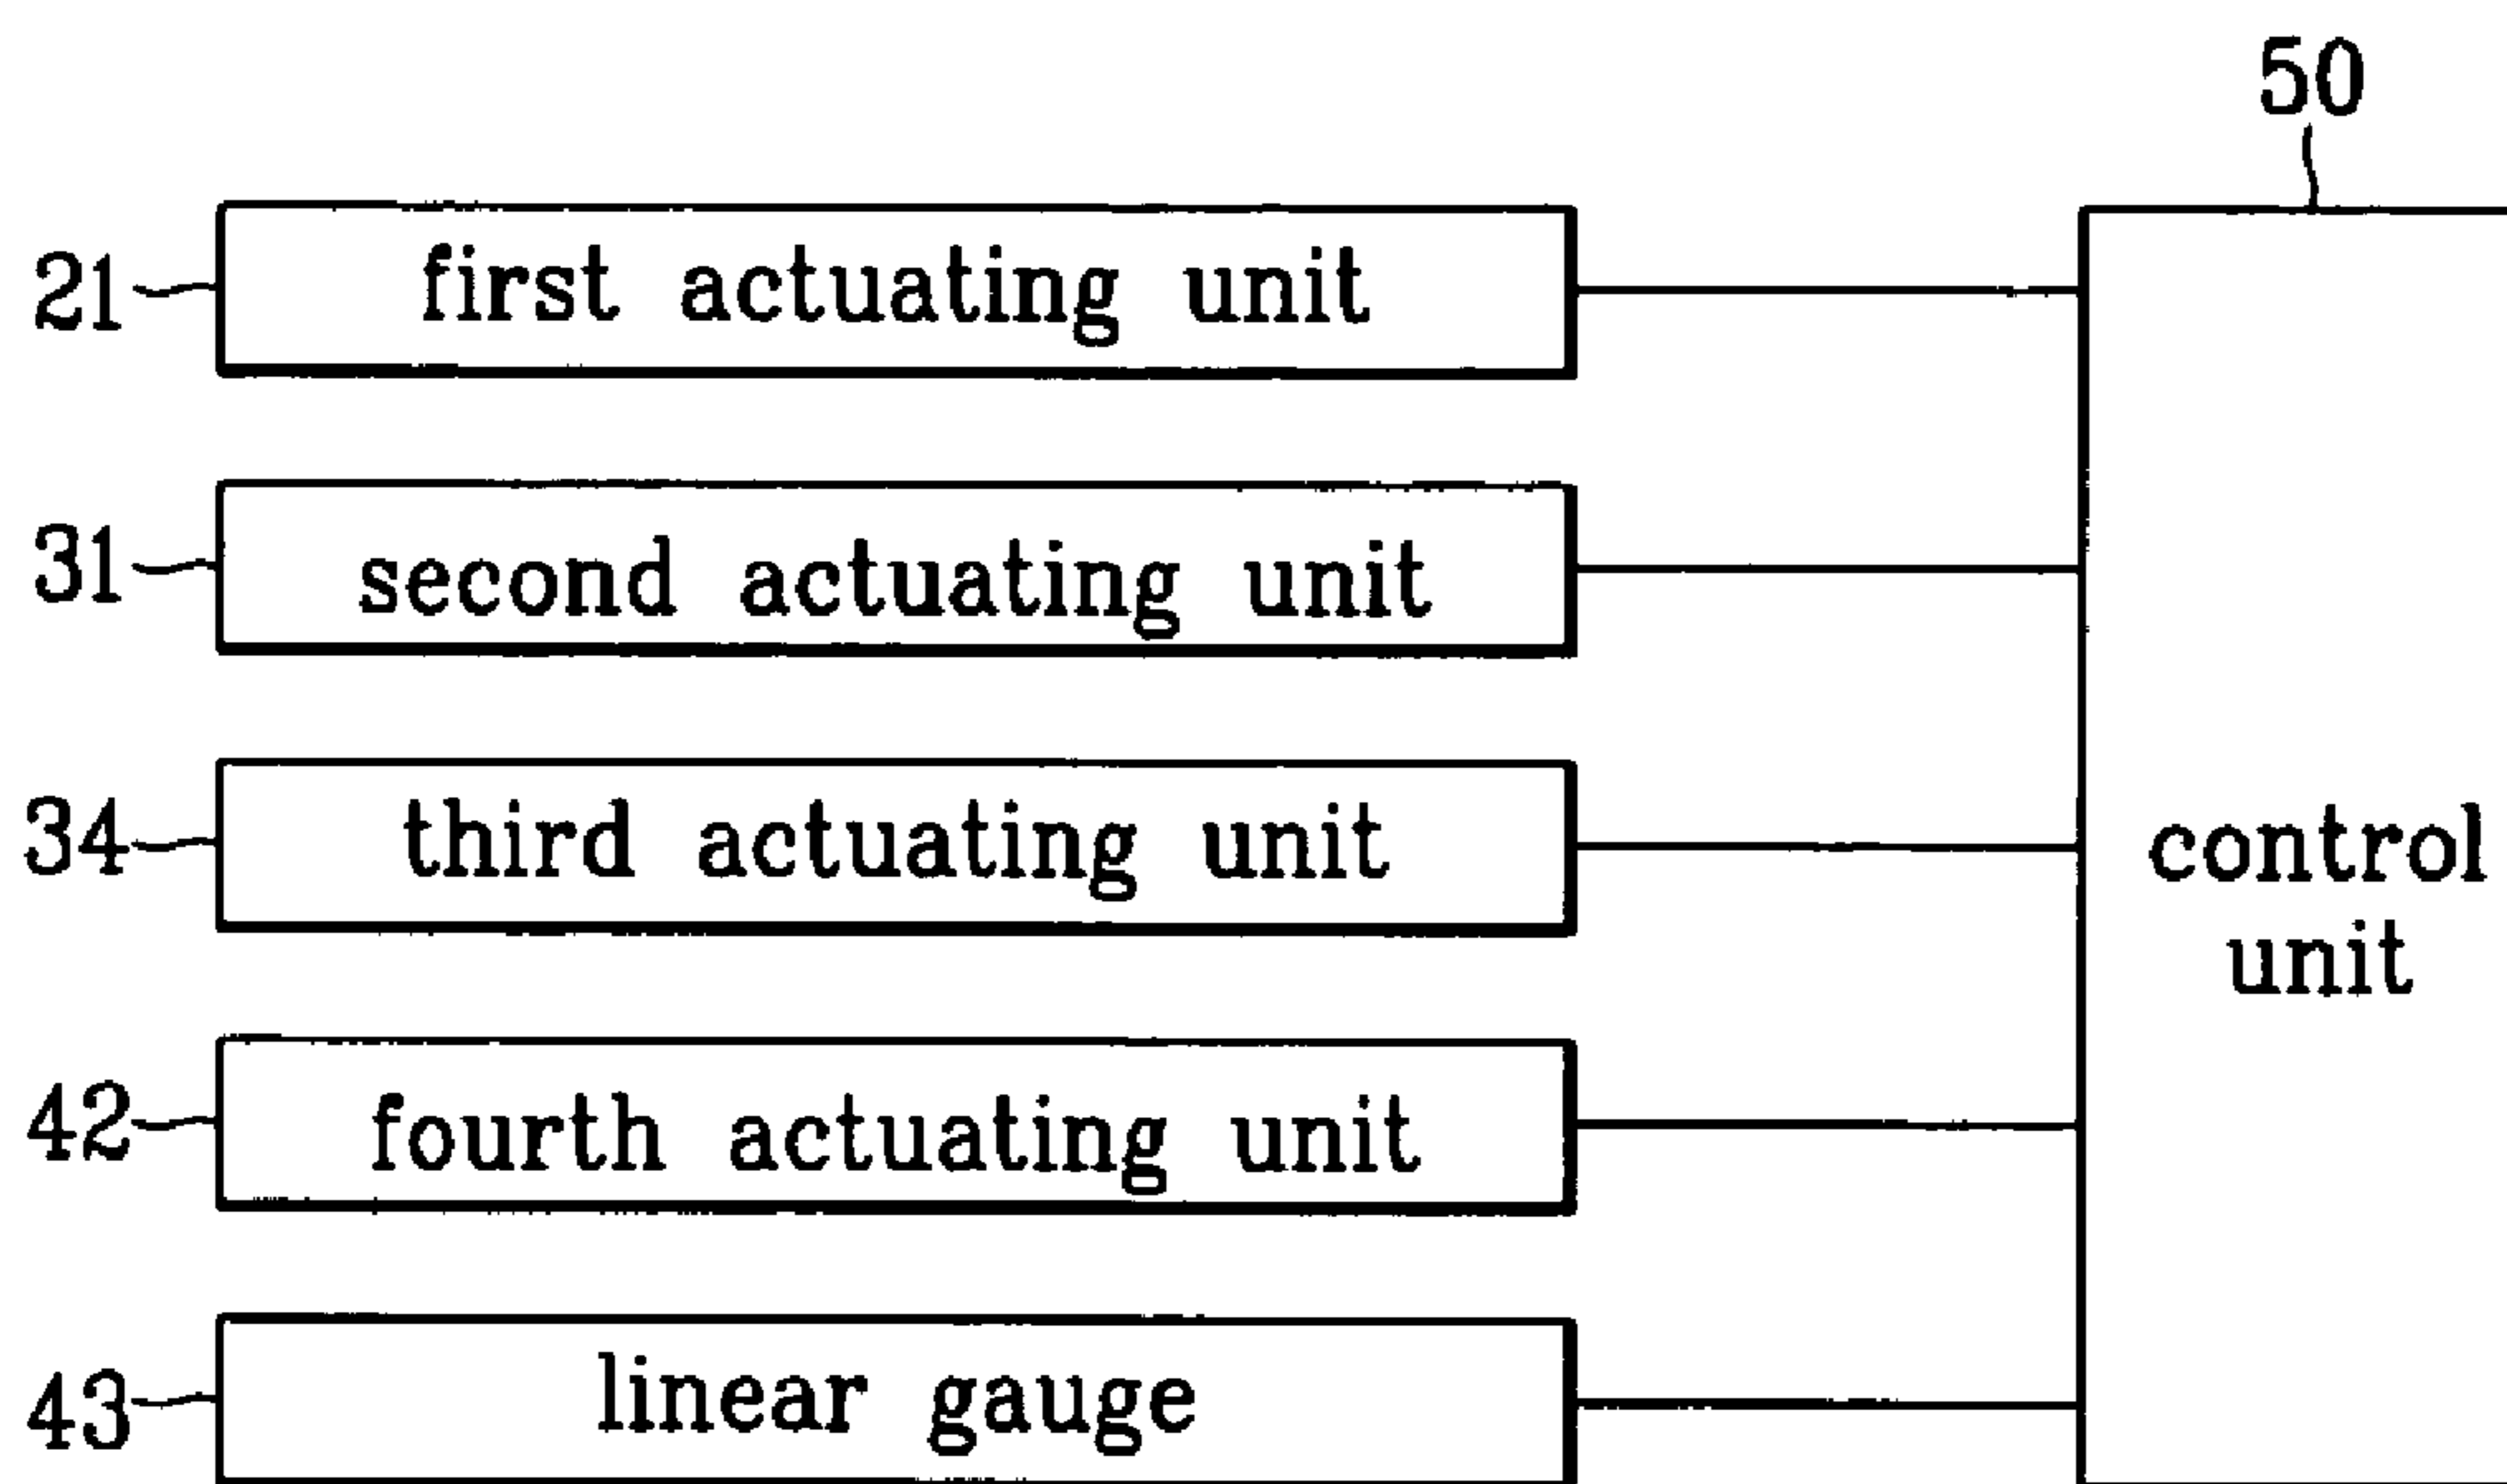 50
21 first actuating unit
31 second actuating unit
34 third actuating unit
control
unit
42 fourth actuating unit
43 linear gauge